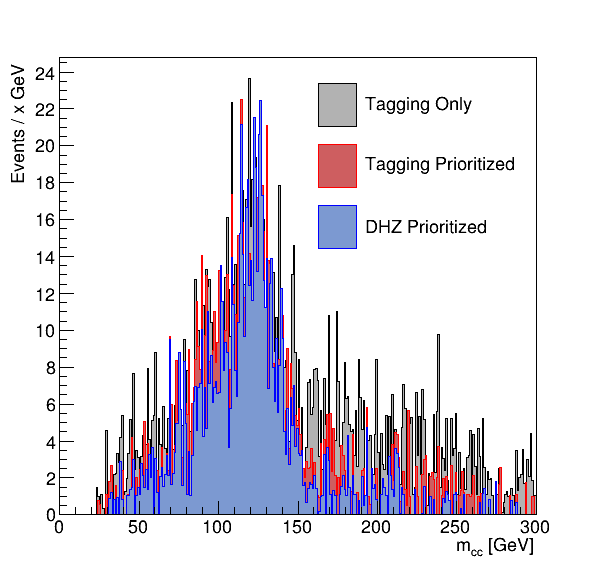 Events / x GeV
24
22
20
18
16
14
12
10
8
6
4
2
0
Tagging Only
Tagging Prioritized
DHZ Prioritized
0 50 100 150 200 250 300
m_cc [GeV]